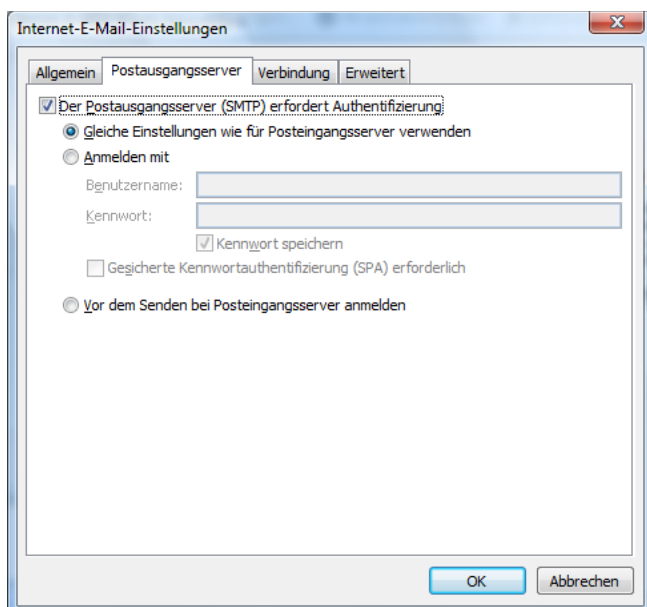 Internet-E-Mail-Einstellungen
Allgemein Postausgangsserver Verbindung Erweitert
Der Postausgangsserver (SMTP) erfordert Authentifizierung
Gleiche Einstellungen wie für Posteingangsserver verwenden
Anmelden mit
Benutzername:
Kennwort:
Kennwort speichern
Gesicherte Kennwortauthentifizierung (SPA) erforderlich
Vor dem Senden bei Posteingangsserver anmelden
OK Abbrechen